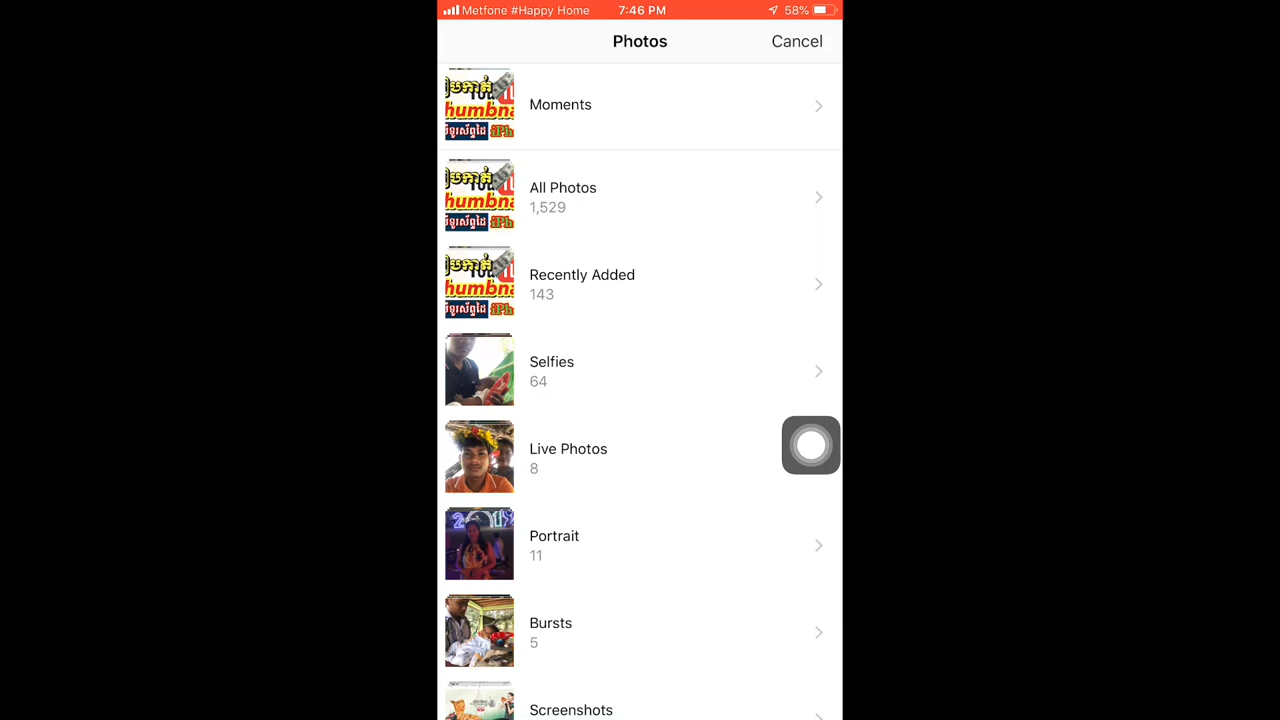 Metfone #Happy Home 7:46 PM 58%
Photos Cancel
Moments
All Photos
1,529
Recently Added
143
Selfies
64
Live Photos
8
Portrait
11
Bursts
5
Screenshots